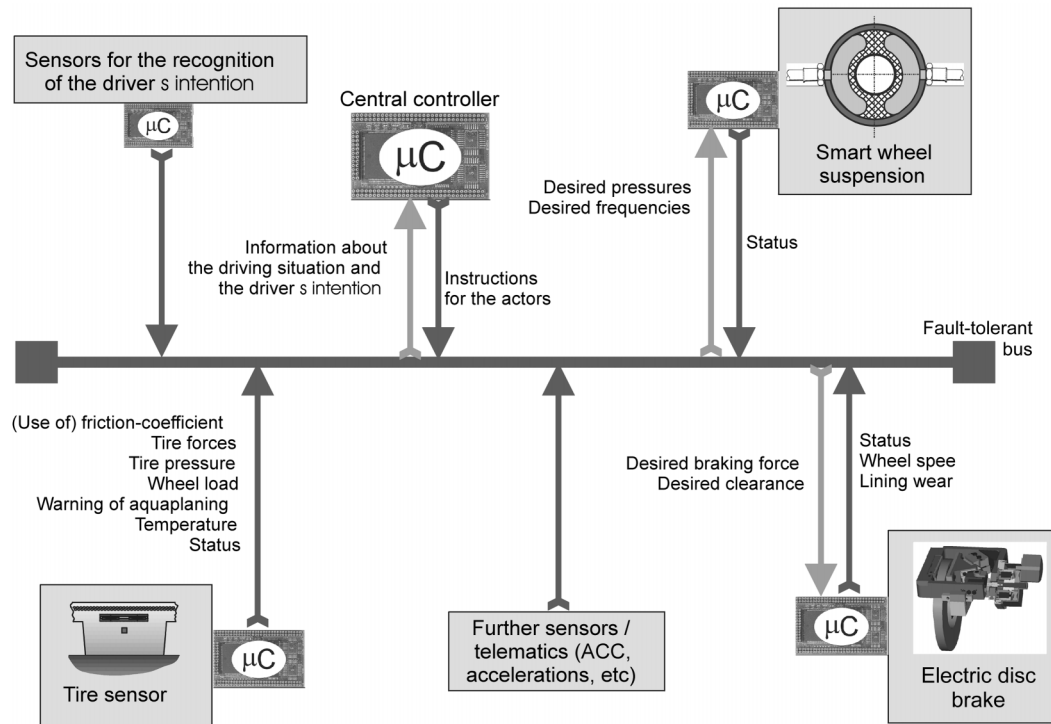 Sensors for the recognition
of the driver s intention
μC
Central controller
μC
μC
Smart wheel
suspension
Desired pressures
Desired frequencies
Status
Information about
the driving situation and
the driver s intention
Instructions
for the actors
Fault-tolerant
bus
(Use of) friction-coefficient
Tire forces
Tire pressure
Wheel load
Warning of aquaplaning
Temperature
Status
Desired braking force
Desired clearance
Status
Wheel spee
Lining wear
μC
Tire sensor
Further sensors /
telematics (ACC,
accelerations, etc)
μC
Electric disc
brake